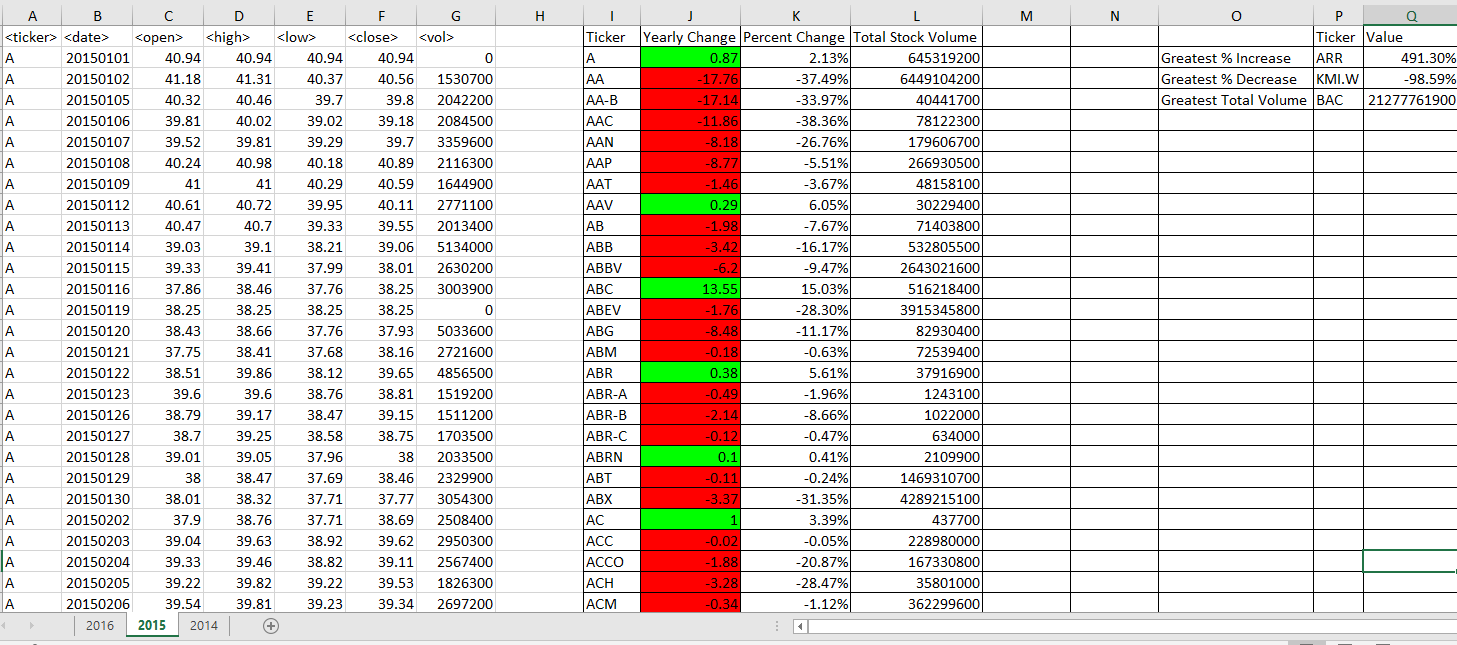 A B C D E F G H I J K L M N O P Q
<ticker> <date> <open> <high> <low> <close> <vol> Ticker Yearly Change Percent Change Total Stock Volume Ticker Value
A 20150101 40.94 40.94 40.94 40.94 0 A 0.87 2.13% 645319200 Greatest % Increase ARR 491.30%
A 20150102 41.18 41.31 40.37 40.56 1530700 AA -17.76 -37.49% 6449104200 Greatest % Decrease KMI.W -98.59%
A 20150105 40.32 40.46 39.7 39.8 2042200 AA-B -17.14 -33.97% 40441700 Greatest Total Volume BAC 21277761900
A 20150106 39.81 40.02 39.02 39.18 2084500 AAC -11.86 -38.36% 78122300
A 20150107 39.52 39.81 39.29 39.7 3359600 AAN -8.18 -26.76% 179606700
A 20150108 40.24 40.98 40.18 40.89 2116300 AAP -8.77 -5.51% 266930500
A 20150109 41 41 40.29 40.59 1644900 AAT -1.46 -3.67% 48158100
A 20150112 40.61 40.72 39.95 40.11 2771100 AAV 0.29 6.05% 30229400
A 20150113 40.47 40.7 39.33 39.55 2013400 AB -1.98 -7.67% 71403800
A 20150114 39.03 39.1 38.21 39.06 5134000 ABB -3.42 -16.17% 532805500
A 20150115 39.33 39.41 37.99 38.01 2630200 ABBV -6.2 -9.47% 2643021600
A 20150116 37.86 38.46 37.76 38.25 3003900 ABC 13.55 15.03% 516218400
A 20150119 38.25 38.25 38.25 38.25 0 ABEV -1.76 -28.30% 3915345800
A 20150120 38.43 38.66 37.76 37.93 5033600 ABG -8.48 -11.17% 82930400
A 20150121 37.75 38.41 37.68 38.16 2721600 ABM -0.18 -0.63% 72539400
A 20150122 38.51 39.86 38.12 39.65 4856500 ABR 0.38 5.61% 37916900
A 20150123 39.6 39.6 38.76 38.81 1519200 ABR-A -0.49 -1.96% 1243100
A 20150126 38.79 39.17 38.47 39.15 1511200 ABR-B -2.14 -8.66% 1022000
A 20150127 38.7 39.25 38.58 38.75 1703500 ABR-C -0.12 -0.47% 634000
A 20150128 39.01 39.05 37.96 38 2033500 ABRN 0.1 0.41% 2109900
A 20150129 38 38.47 37.69 38.46 2329900 ABT -0.11 -0.24% 1469310700
A 20150130 38.01 38.32 37.71 37.77 3054300 ABX -3.37 -31.35% 4289215100
A 20150202 37.9 38.76 37.71 38.69 2508400 AC 1 3.39% 437700
A 20150203 39.04 39.63 38.92 39.62 2950300 ACC -0.02 -0.05% 228980000
A 20150204 39.33 39.46 38.82 39.11 2567400 ACCO -1.88 -20.87% 167330800
A 20150205 39.22 39.82 39.22 39.53 1826300 ACH -3.28 -28.47% 35801000
A 20150206 39.54 39.81 39.23 39.34 2697200 ACM -0.34 -1.12% 362299600
2016 2015 2014